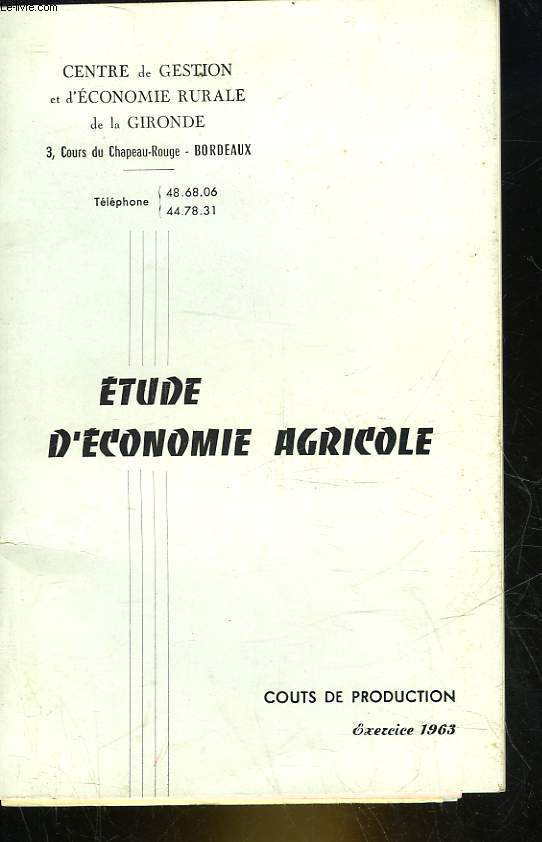 Le-livre.com
CENTRE de GESTION
et d'ÉCONOMIE RURALE
de la GIRONDE
3, Cours du Chapeau-Rouge - BORDEAUX
Téléphone
48.68.06
44.78.31
ÉTUDE
D'ÉCONOMIE AGRICOLE
COUTS DE PRODUCTION
Exercice 1963